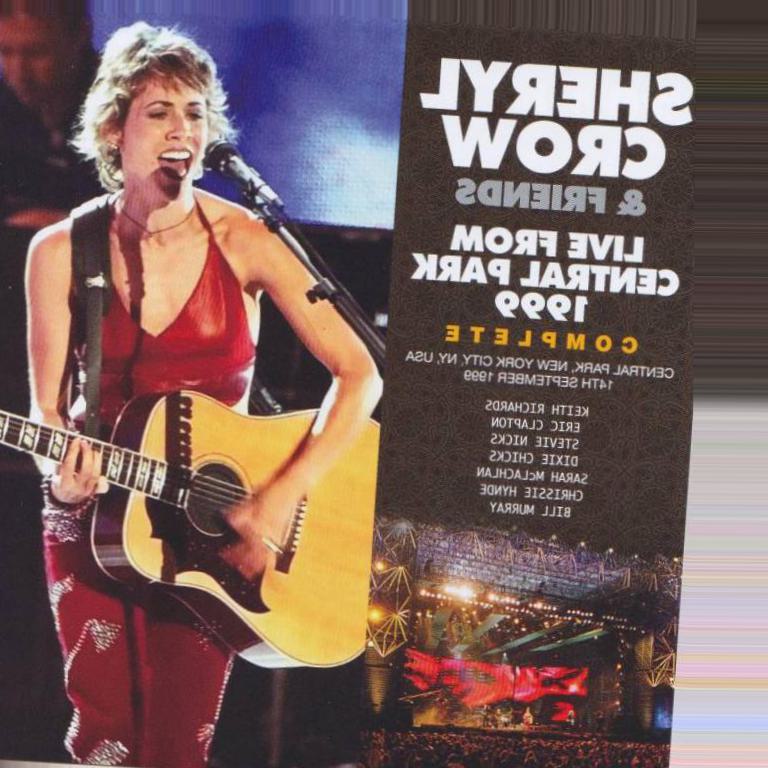 SHERYL
CROW
& FRIENDS
LIVE FROM
CENTRAL PARK
1999
COMPLETE
CENTRAL PARK, NEW YORK CITY, NY, USA
14TH SEPTEMBER 1999
KEITH RICHARDS
ERIC CLAPTON
STEVIE NICKS
DIXIE CHICKS
SARAH McLACHLAN
CHRISSIE HYNDE
BILL MURRAY